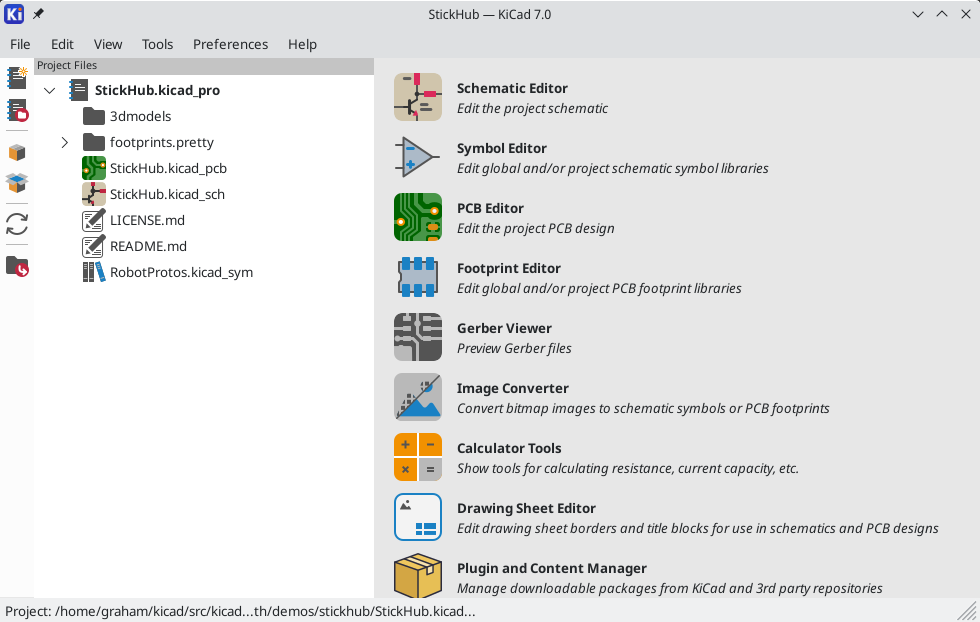 Ki
StickHub — KiCad 7.0
File Edit View Tools Preferences Help
Project Files
StickHub.kicad_pro
3dmodels
footprints.pretty
StickHub.kicad_pcb
StickHub.kicad_sch
LICENSE.md
README.md
RobotProtos.kicad_sym
Schematic Editor
Edit the project schematic
Symbol Editor
Edit global and/or project schematic symbol libraries
PCB Editor
Edit the project PCB design
Footprint Editor
Edit global and/or project PCB footprint libraries
Gerber Viewer
Preview Gerber files
Image Converter
Convert bitmap images to schematic symbols or PCB footprints
Calculator Tools
Show tools for calculating resistance, current capacity, etc.
Drawing Sheet Editor
Edit drawing sheet borders and title blocks for use in schematics and PCB designs
Plugin and Content Manager
Manage downloadable packages from KiCad and 3rd party repositories
Project: /home/graham/kicad/src/kicad...th/demos/stickhub/StickHub.kicad...